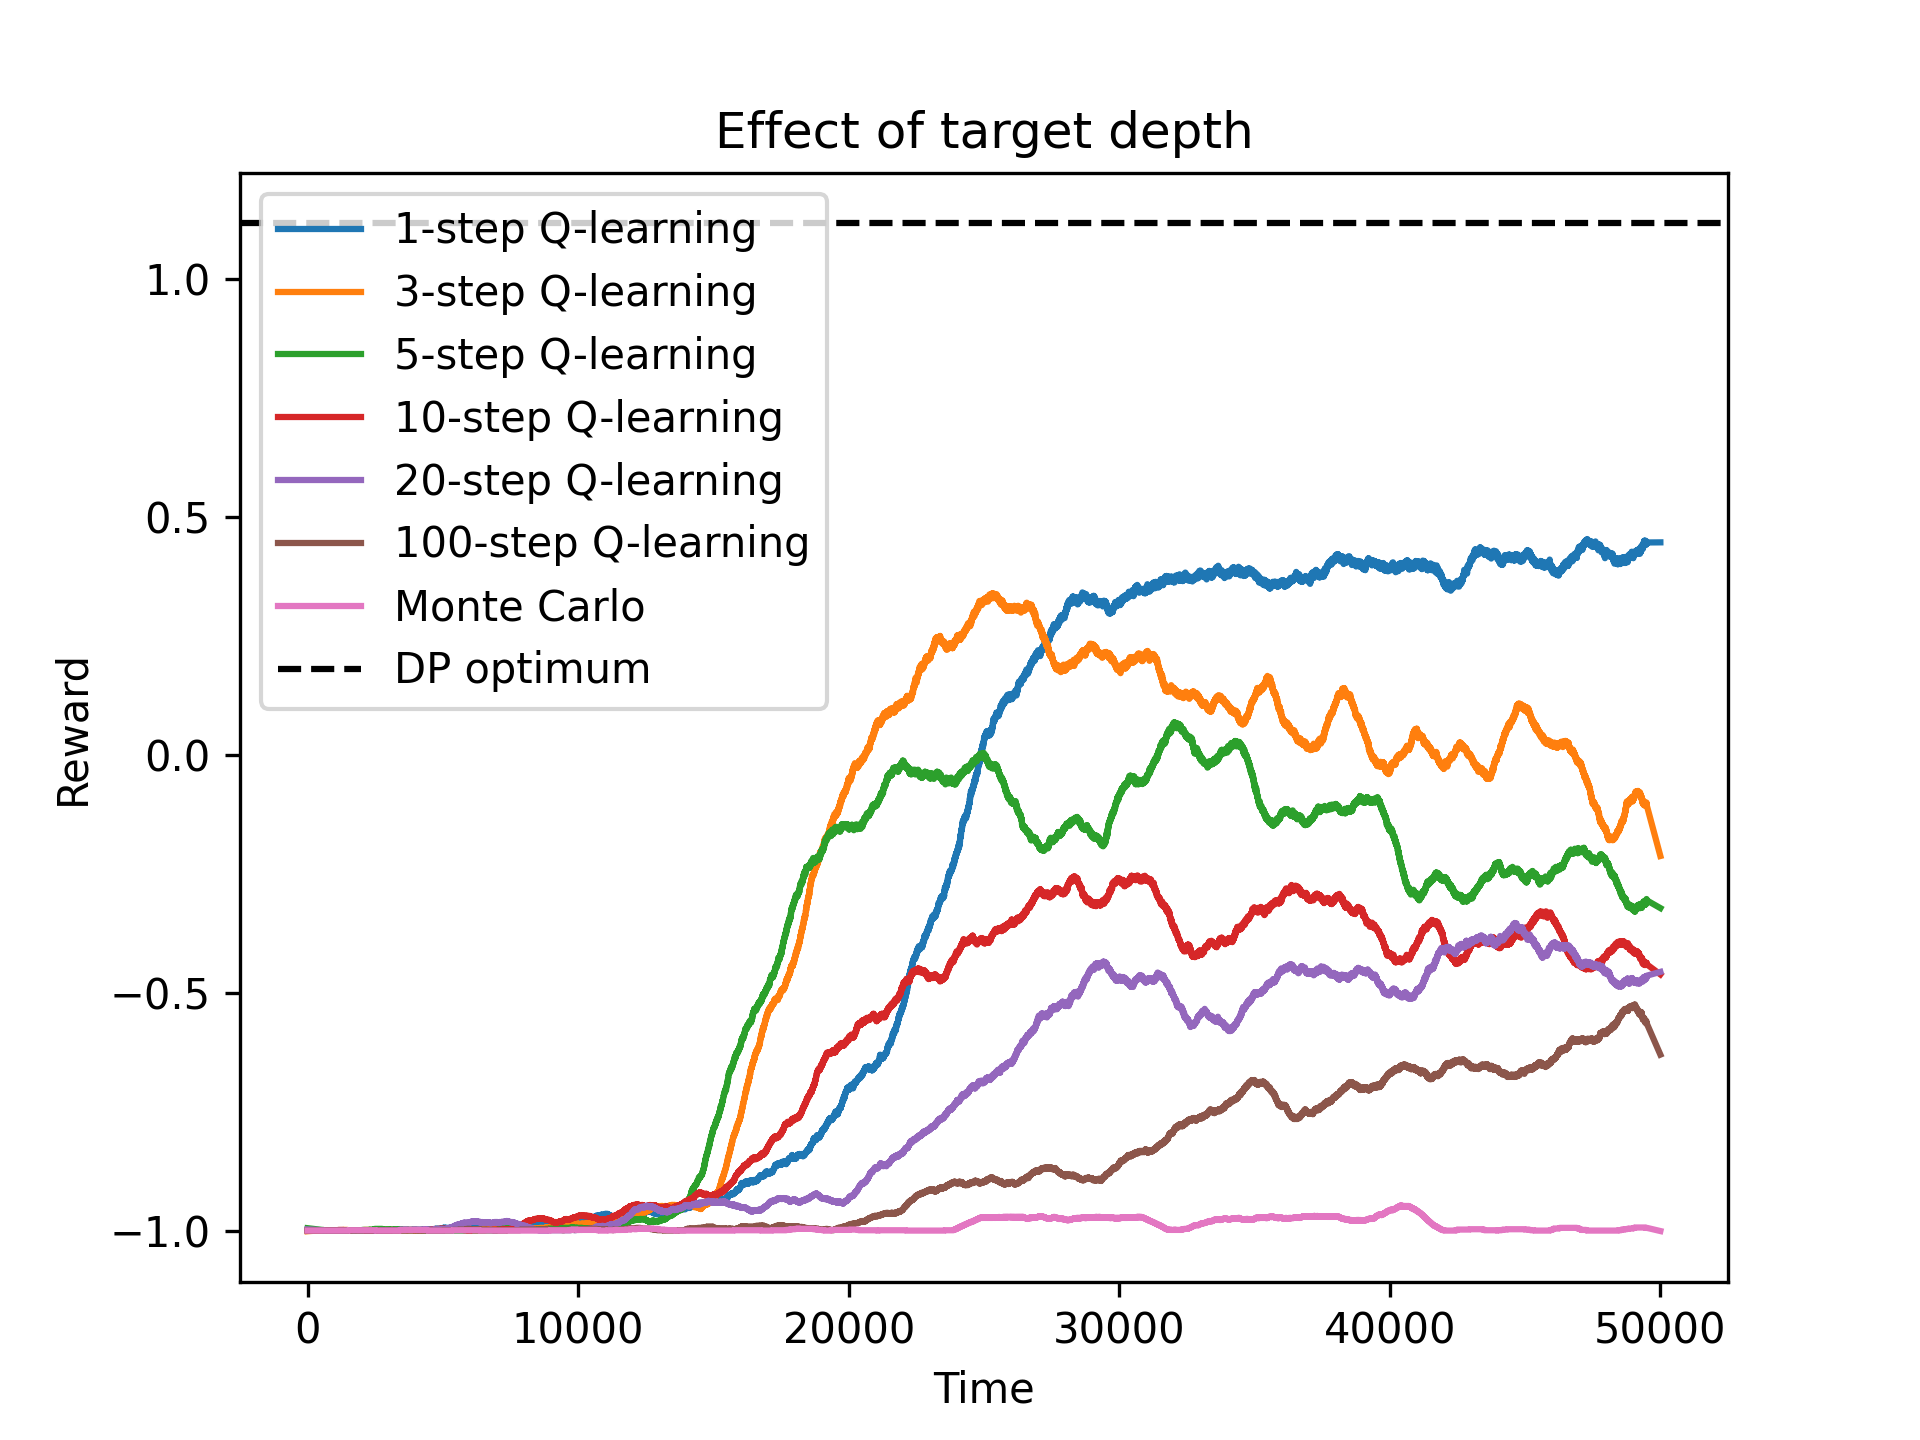 Effect of target depth
1-step Q-learning
3-step Q-learning
5-step Q-learning
10-step Q-learning
20-step Q-learning
100-step Q-learning
Monte Carlo
DP optimum
1.0
0.5
0.0
−0.5
−1.0
Reward
0 10000 20000 30000 40000 50000
Time